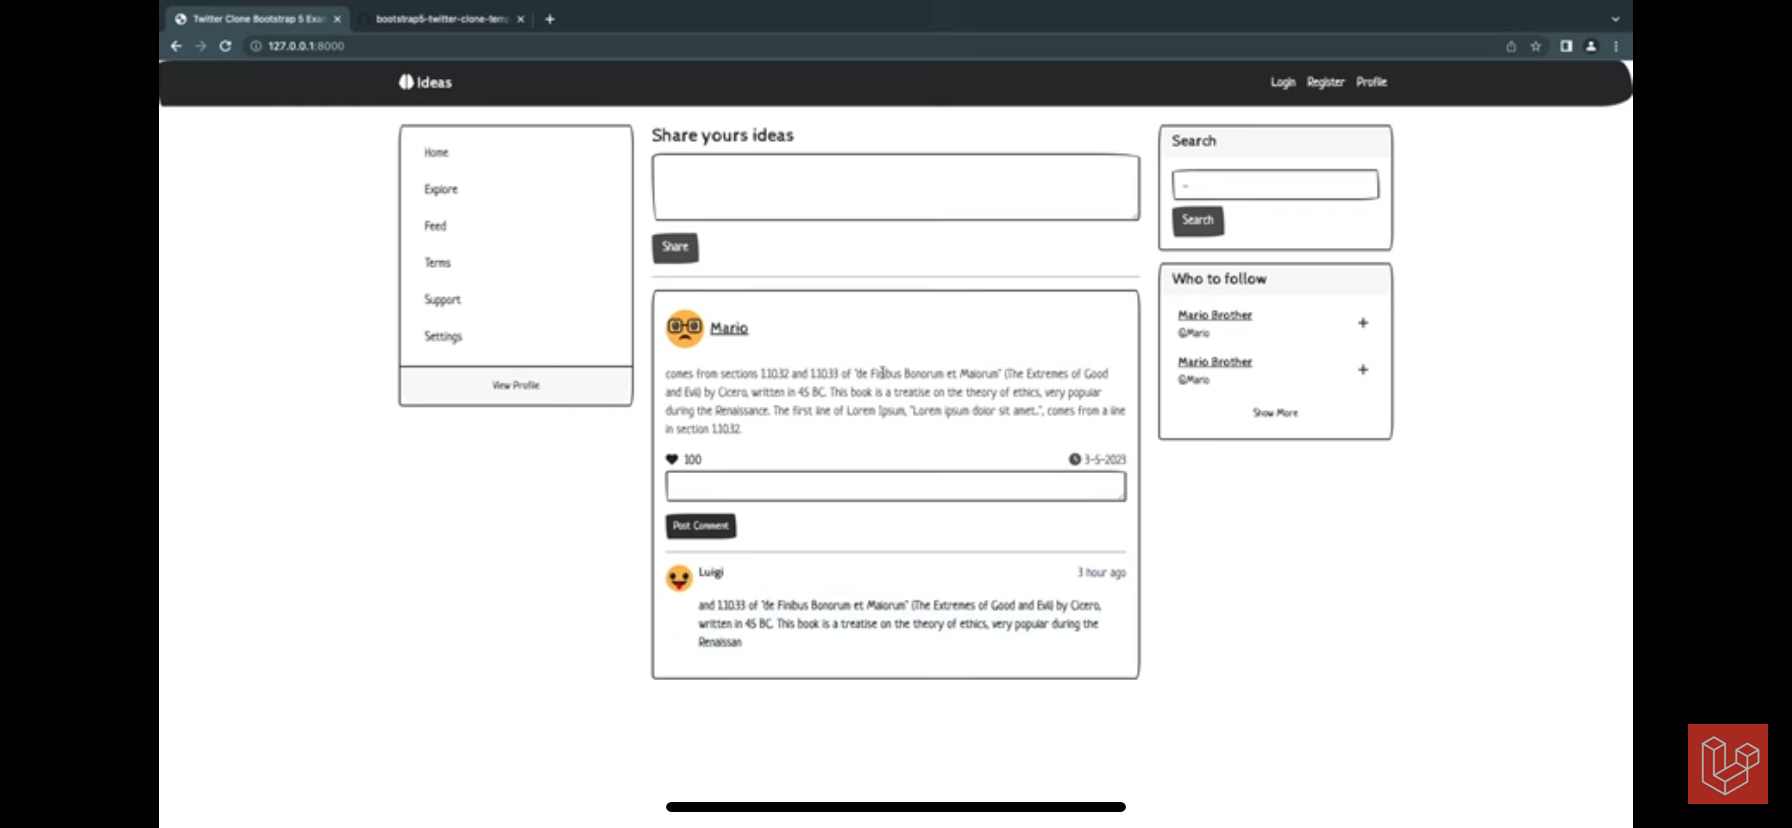 Twitter Clone Bootstrap 5 Exa
bootstrap5-twitter-clone-tem
127.0.0.1:8000
Ideas
Login Register Profile
Home
Explore
Feed
Terms
Support
Settings
View Profile
Share yours ideas
Share
Mario
comes from sections 1.10.32 and 1.10.33 of "de Finibus Bonorum et Malorum" (The Extremes of Good
and Evil) by Cicero, written in 45 BC. This book is a treatise on the theory of ethics, very popular
during the Renaissance. The first line of Lorem Ipsum, "Lorem ipsum dolor sit amet..", comes from a line
in section 1.10.32.
100
3-5-2023
Post Comment
Luigi
3 hour ago
and 1.10.33 of "de Finibus Bonorum et Malorum" (The Extremes of Good and Evil) by Cicero,
written in 45 BC. This book is a treatise on the theory of ethics, very popular during the
Renaissan
Search
...
Search
Who to follow
Mario Brother
@Mario
Mario Brother
@Mario
Show More